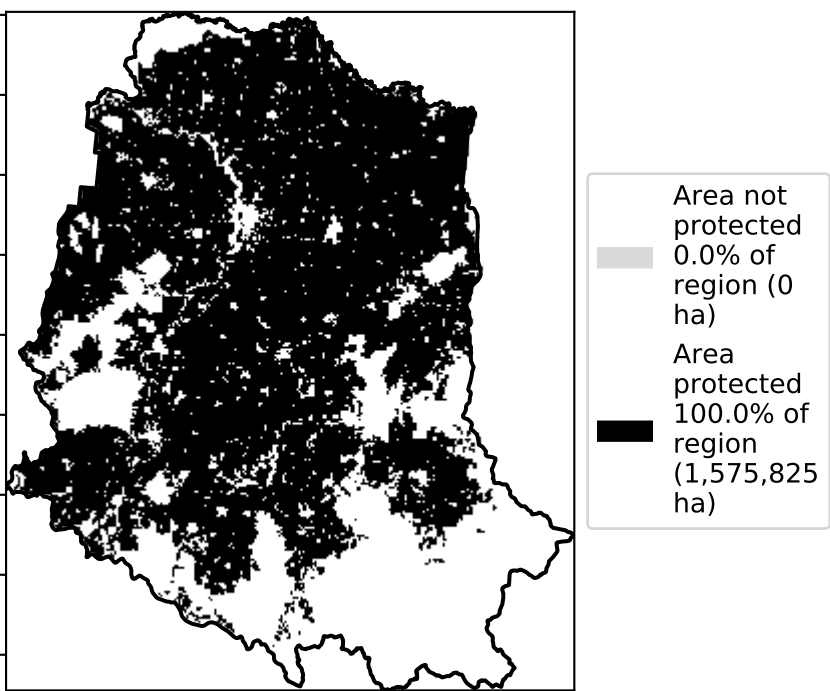 Area not
protected
0.0% of
region (0
ha)
Area
protected
100.0% of
region
(1,575,825
ha)